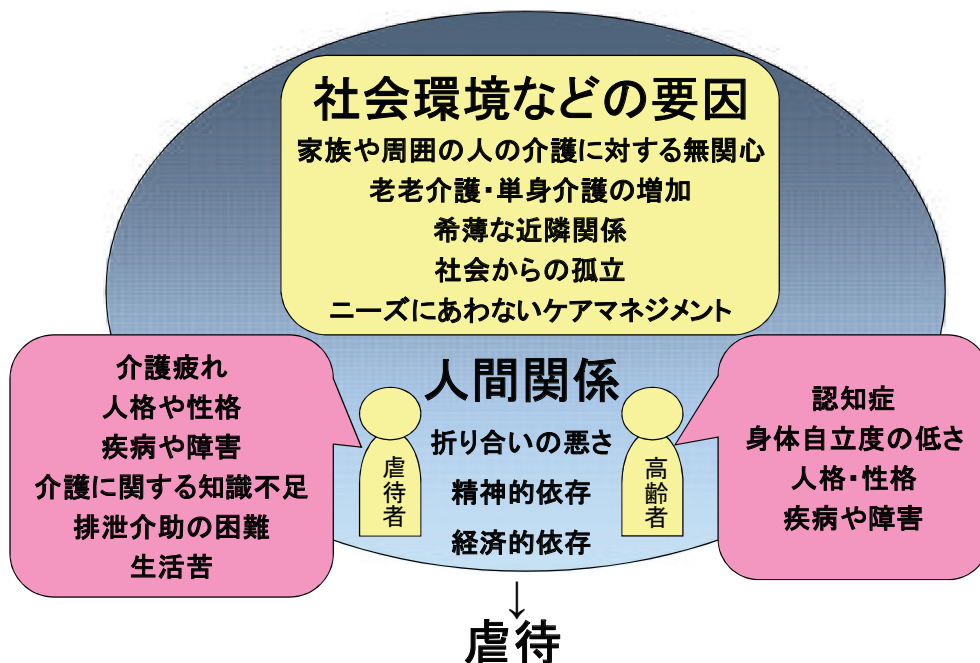 社会環境などの要因
家族や周囲の人の介護に対する無関心
老老介護・単身介護の増加
希薄な近隣関係
社会からの孤立
ニーズにあわないケアマネジメント
介護疲れ
人格や性格
疾病や障害
介護に関する知識不足
排泄介助の困難
生活苦
虐待者
人間関係
折り合いの悪さ
精神的依存
経済的依存
高齢者
認知症
身体自立度の低さ
人格・性格
疾病や障害
↓
虐待